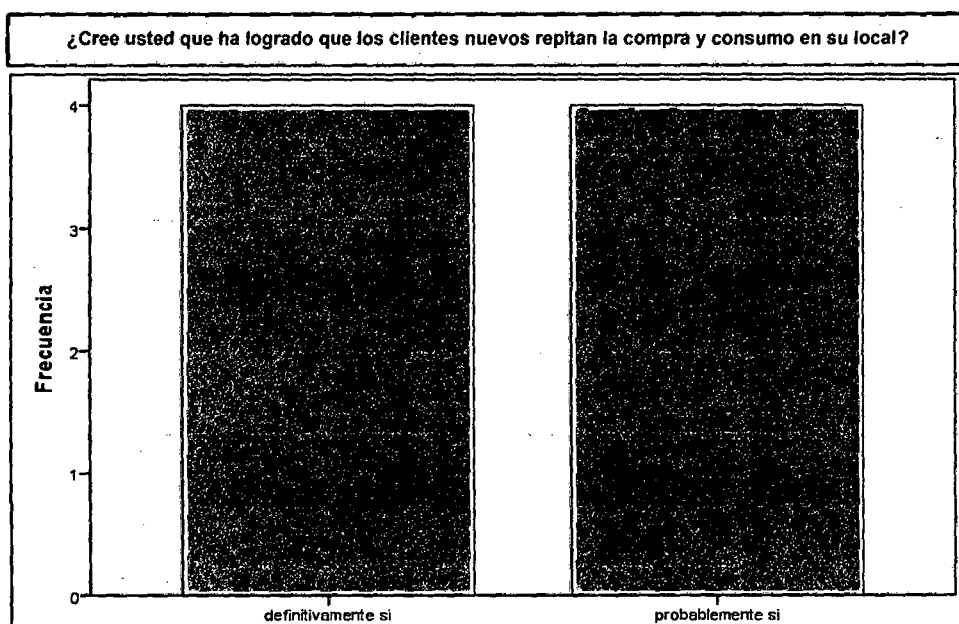 ¿Cree usted que ha logrado que los clientes nuevos repitan la compra y consumo en su local?
Frecuencia
4
3
2
1
0
definitivamente si
probablemente si